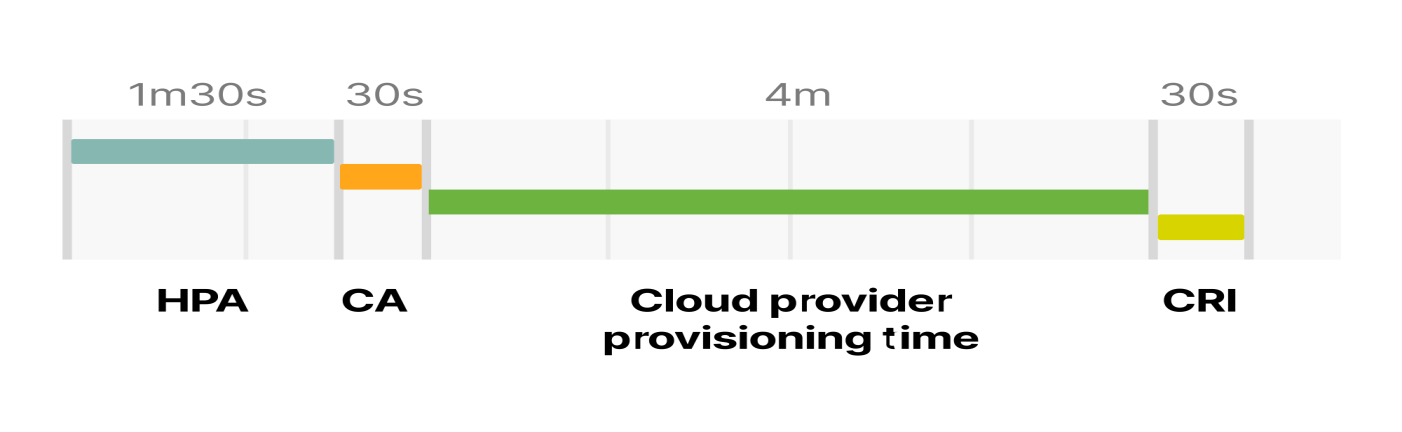 1m30s 30s 4m 30s
HPA CA Cloud provider CRI
provisioning time